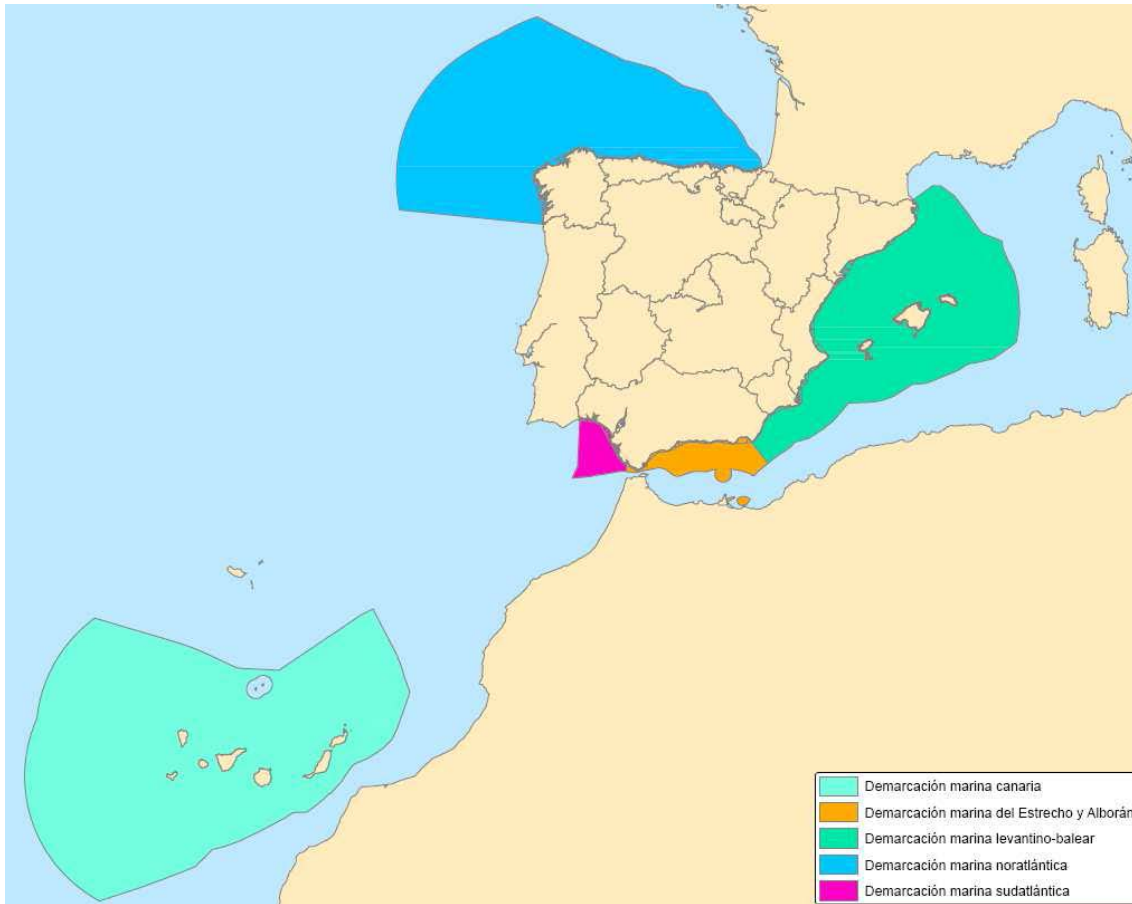 Demarcación marina canaria
Demarcación marina del Estrecho y Alborán
Demarcación marina levantino-balear
Demarcación marina noratlántica
Demarcación marina sudatlántica